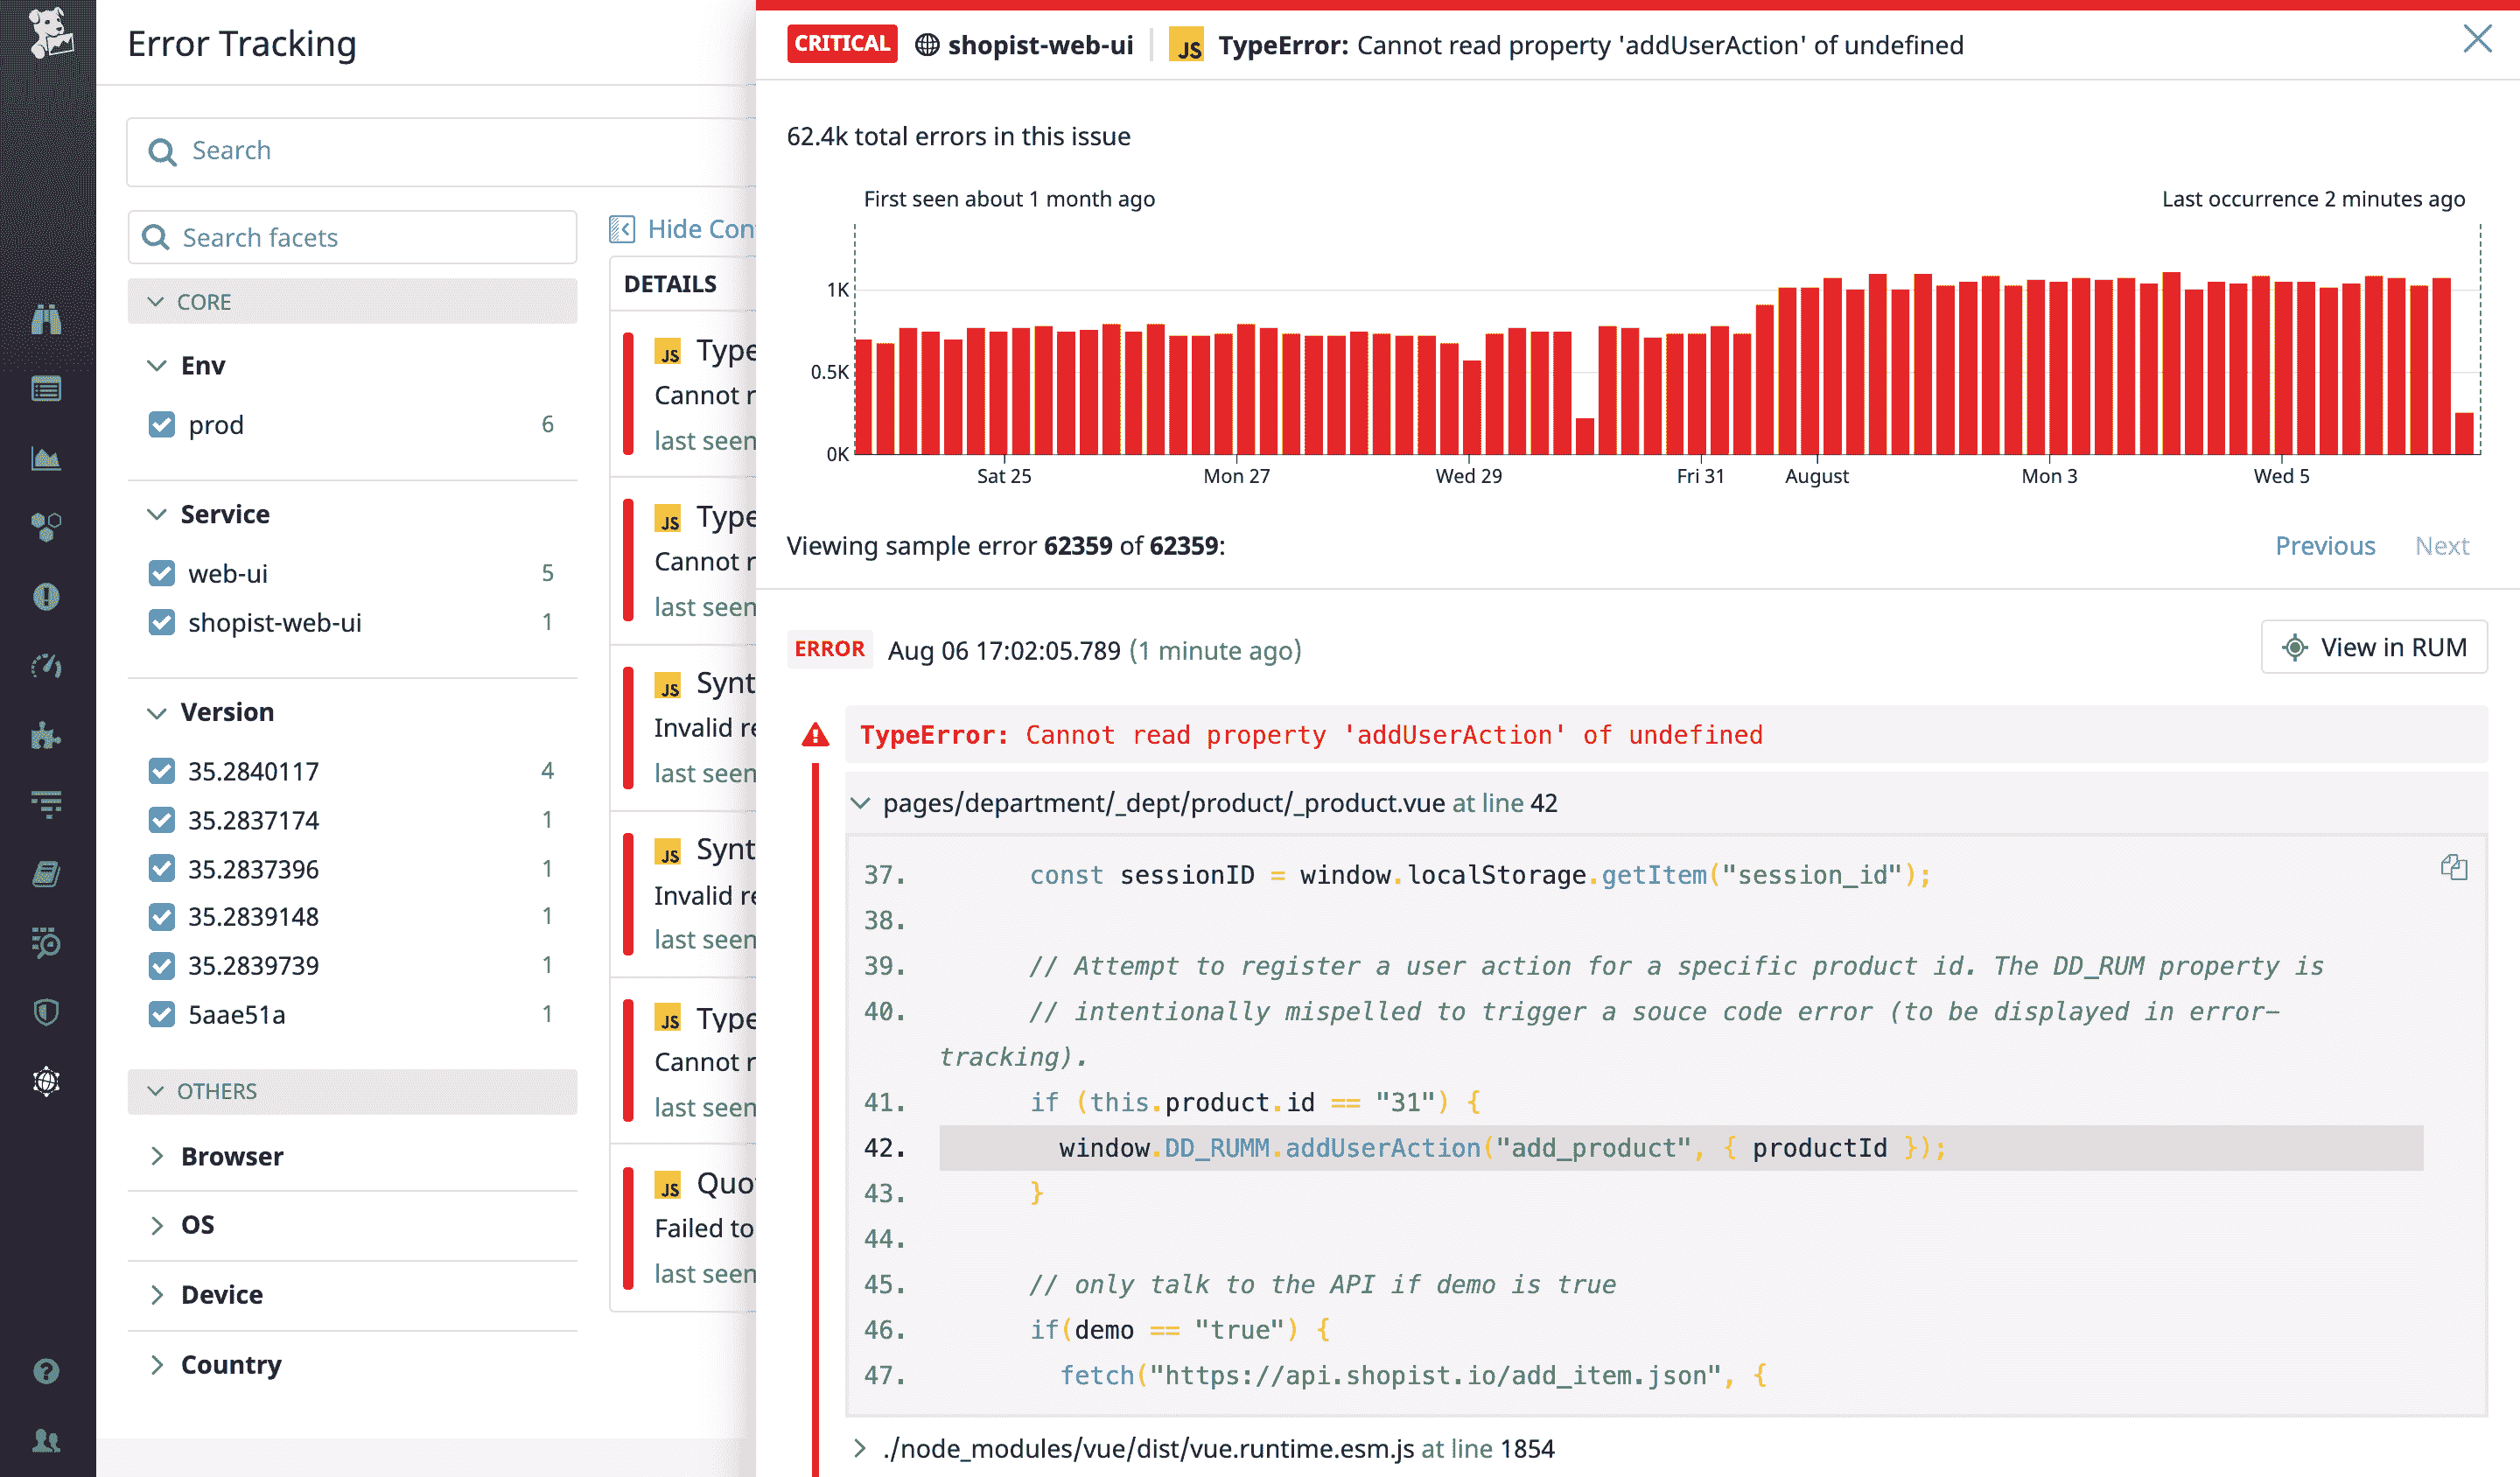 Error Tracking
Search
Search facets
CORE
Env
prod 6
Service
web-ui 5
shopist-web-ui 1
Version
35.2840117 4
35.2837174 1
35.2837396 1
35.2839148 1
35.2839739 1
5aae51a 1
OTHERS
Browser
OS
Device
Country
Hide Con
DETAILS
JS Type
Cannot r
last seen
JS Type
Cannot r
last seen
JS Synt
Invalid re
last seen
JS Synt
Invalid re
last seen
JS Type
Cannot r
last seen
JS Quo
Failed to
last seen
CRITICAL shopist-web-ui JS TypeError: Cannot read property 'addUserAction' of undefined
62.4k total errors in this issue
First seen about 1 month ago Last occurrence 2 minutes ago
1K
0.5K
0K
Sat 25 Mon 27 Wed 29 Fri 31 August Mon 3 Wed 5
Viewing sample error 62359 of 62359: Previous Next
ERROR Aug 06 17:02:05.789 (1 minute ago) View in RUM
TypeError: Cannot read property 'addUserAction' of undefined
pages/department/_dept/product/_product.vue at line 42
37. const sessionID = window.localStorage.getItem("session_id");
38.
39. // Attempt to register a user action for a specific product id. The DD_RUM property is
40. // intentionally mispelled to trigger a souce code error (to be displayed in error-
tracking).
41. if (this.product.id == "31") {
42. window.DD_RUMM.addUserAction("add_product", { productId });
43. }
44.
45. // only talk to the API if demo is true
46. if(demo == "true") {
47. fetch("https://api.shopist.io/add_item.json", {
./node_modules/vue/dist/vue.runtime.esm.js at line 1854